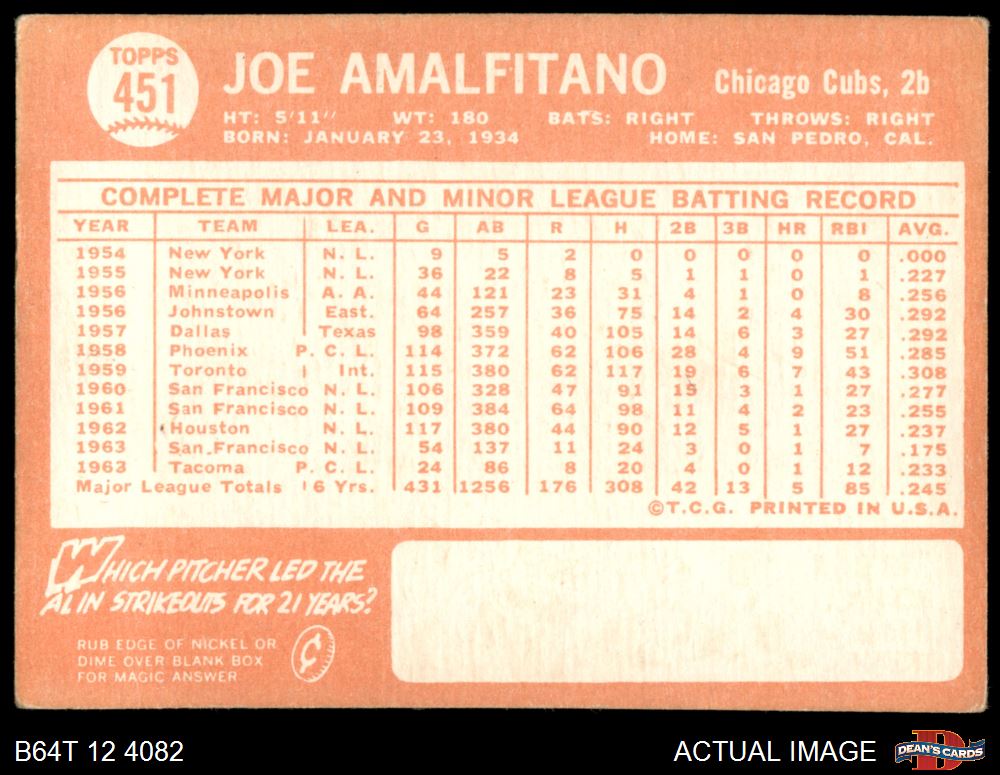 TOPPS
451
JOE AMALFITANO
Chicago Cubs, 2b
HT: 5'11" WT: 180 BATS: RIGHT THROWS: RIGHT
BORN: JANUARY 23, 1934 HOME: SAN PEDRO, CAL.
COMPLETE MAJOR AND MINOR LEAGUE BATTING RECORD
YEAR TEAM LEA. G AB R H 2B 3B HR RBI AVG.
1954 New York N. L. 9 5 2 0 0 0 0 0 .000
1955 New York N. L. 36 22 8 5 1 1 0 1 .227
1956 Minneapolis A. A. 44 121 23 31 4 1 0 8 .256
1956 Johnstown East. 64 257 36 75 14 2 4 30 .292
1957 Dallas Texas 98 359 40 105 14 6 3 27 .292
1958 Phoenix P. C. L. 114 372 62 106 28 4 9 51 .285
1959 Toronto Int. 115 380 62 117 19 6 7 43 .308
1960 San Francisco N. L. 106 328 47 91 15 3 1 27 .277
1961 San Francisco N. L. 109 384 64 98 11 4 2 23 .255
1962 Houston N. L. 117 380 44 90 12 5 1 27 .237
1963 San Francisco N. L. 54 137 11 24 3 0 1 7 .175
1963 Tacoma P. C. L. 24 86 8 20 4 0 1 12 .233
Major League Totals 6 Yrs. 431 1256 176 308 42 13 5 85 .245
©T.C.G. PRINTED IN U.S.A.
WHICH PITCHER LED THE
AL IN STRIKEOUTS FOR 21 YEARS?
RUB EDGE OF NICKEL OR
DIME OVER BLANK BOX
FOR MAGIC ANSWER
¢
B64T 12 4082
ACTUAL IMAGE
D
DEAN'S CARDS